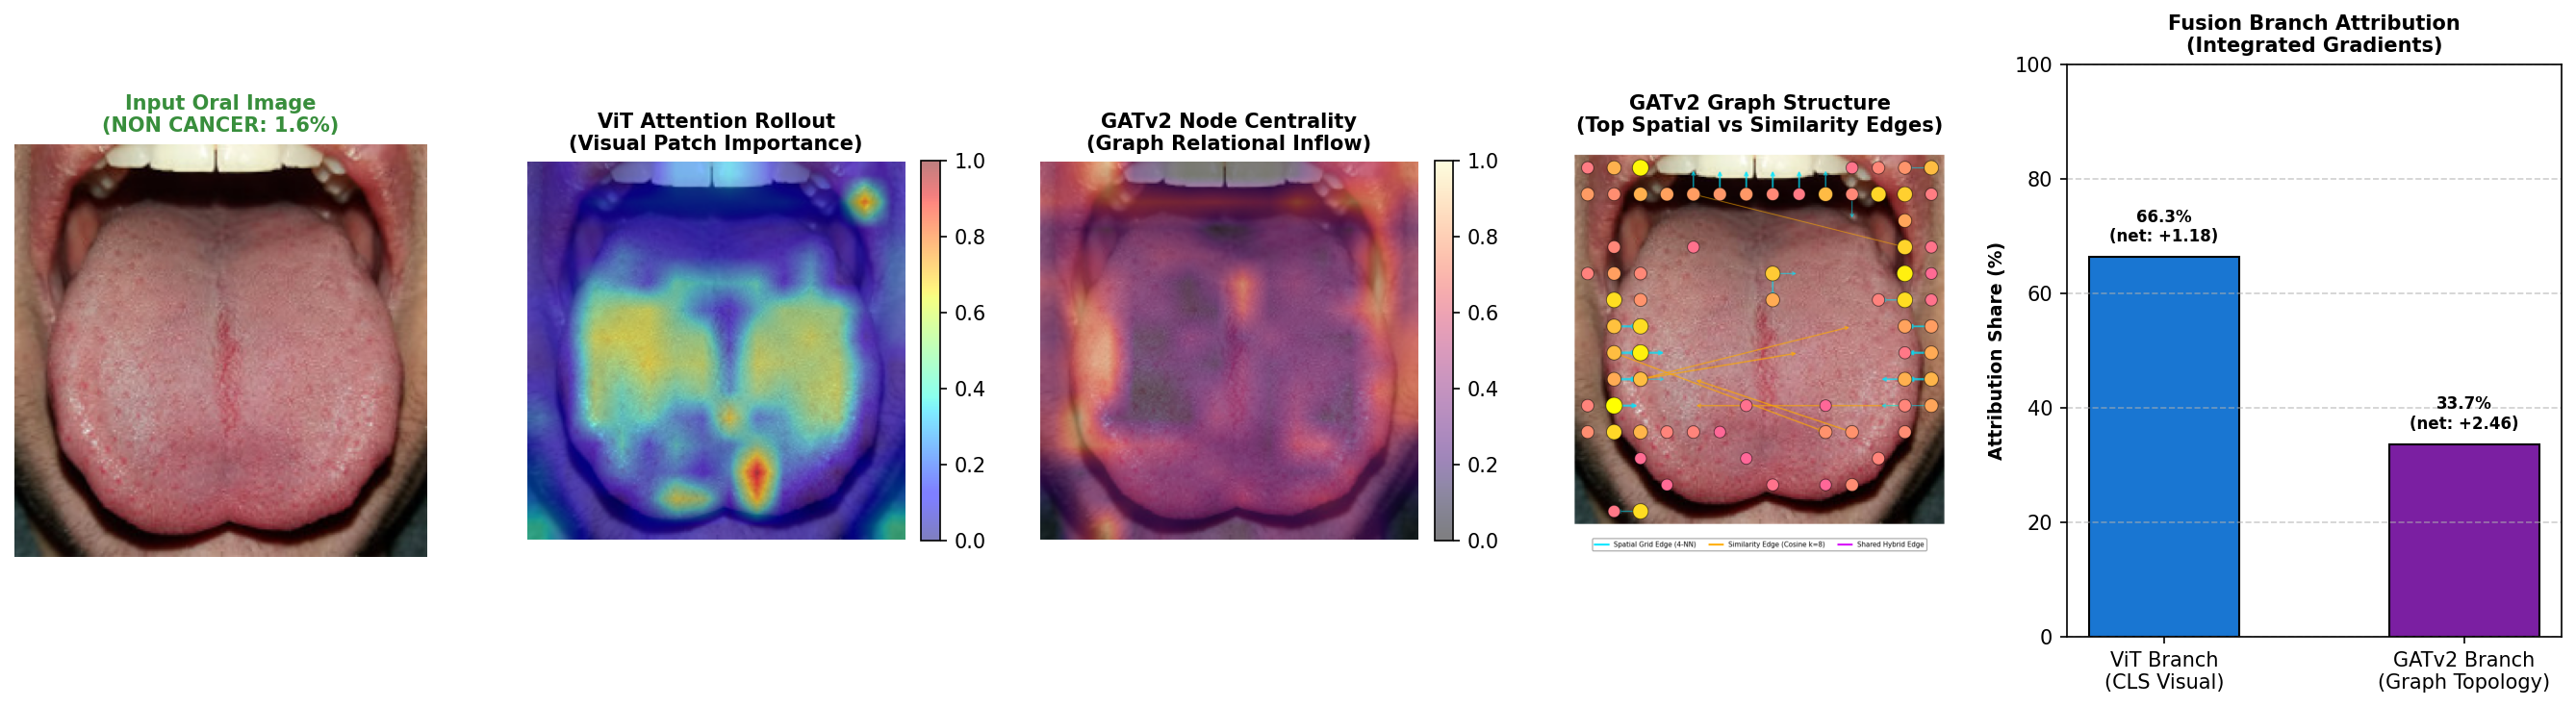 Input Oral Image
(NON CANCER: 1.6%)
ViT Attention Rollout
(Visual Patch Importance)
1.0
0.8
0.6
0.4
0.2
0.0
GATv2 Node Centrality
(Graph Relational Inflow)
1.0
0.8
0.6
0.4
0.2
0.0
GATv2 Graph Structure
(Top Spatial vs Similarity Edges)
Spatial Grid Edge (4-NN)
Similarity Edge (Cosine k=8)
Shared Hybrid Edge
Fusion Branch Attribution
(Integrated Gradients)
Attribution Share (%)
100
80
60
40
20
0
66.3%
(net: +1.18)
33.7%
(net: +2.46)
ViT Branch
(CLS Visual)
GATv2 Branch
(Graph Topology)